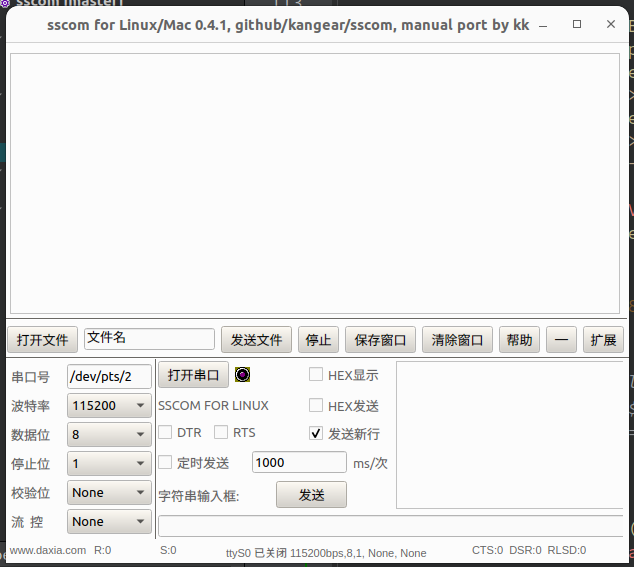 sscom for Linux/Mac 0.4.1, github/kangear/sscom, manual port by kk
打开文件 文件名 发送文件 停止 保存窗口 清除窗口 帮助 — 扩展
串口号 /dev/pts/2 打开串口 HEX显示
波特率 115200 SSCOM FOR LINUX HEX发送
数据位 8 DTR RTS 发送新行
停止位 1 定时发送 1000 ms/次
校验位 None 字符串输入框: 发送
流 控 None
www.daxia.com R:0 S:0 ttyS0 已关闭 115200bps,8,1, None, None CTS:0 DSR:0 RLSD:0